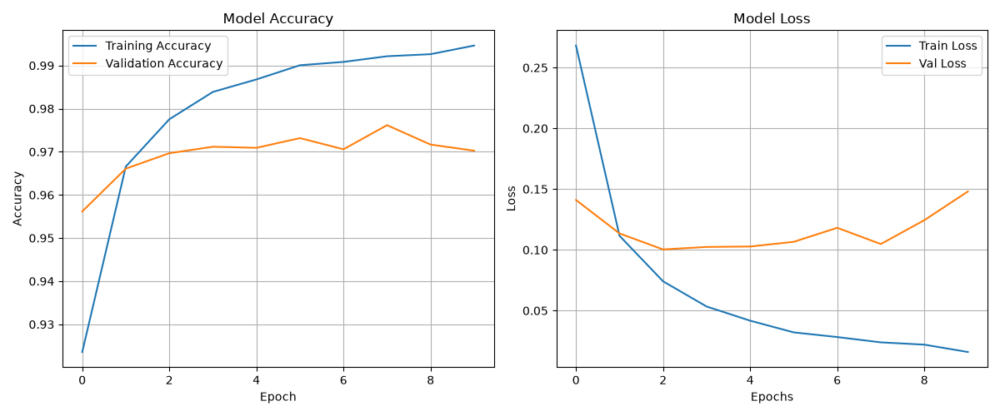 Model Accuracy
Training Accuracy
Validation Accuracy
0.99
0.98
0.97
0.96
0.95
0.94
0.93
Accuracy
0 2 4 6 8
Epoch
Model Loss
Train Loss
Val Loss
0.25
0.20
0.15
0.10
0.05
Loss
0 2 4 6 8
Epochs